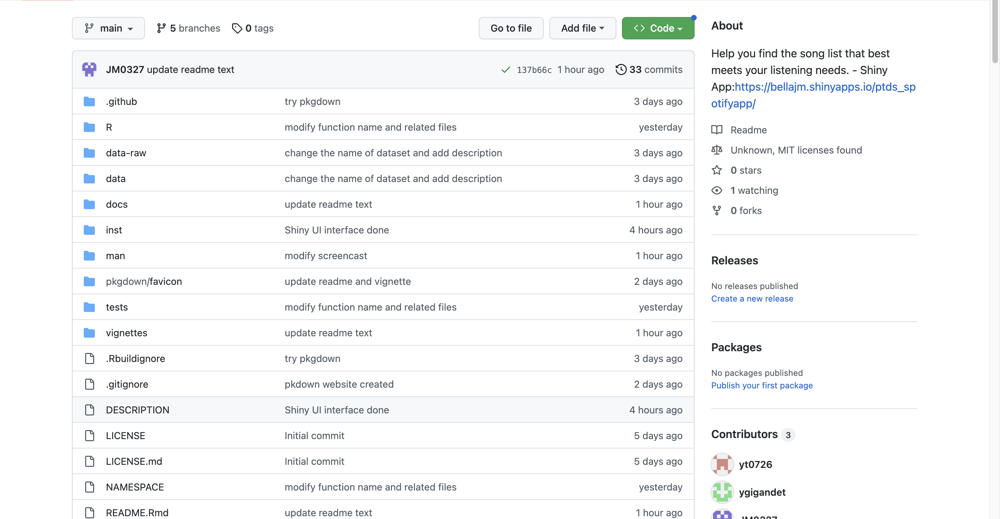 main
5 branches
0 tags
Go to file
Add file
Code
JM0327 update readme text
137b66c 1 hour ago
33 commits
.github try pkgdown 3 days ago
R modify function name and related files yesterday
data-raw change the name of dataset and add description 3 days ago
data change the name of dataset and add description 3 days ago
docs update readme text 1 hour ago
inst Shiny UI interface done 4 hours ago
man modify screencast 1 hour ago
pkgdown/favicon update readme and vignette 2 days ago
tests modify function name and related files yesterday
vignettes update readme text 1 hour ago
.Rbuildignore try pkgdown 3 days ago
.gitignore pkdown website created 2 days ago
DESCRIPTION Shiny UI interface done 4 hours ago
LICENSE Initial commit 5 days ago
LICENSE.md Initial commit 5 days ago
NAMESPACE modify function name and related files yesterday
README.Rmd update readme text 1 hour ago
About
Help you find the song list that best
meets your listening needs. - Shiny
App:https://bellajm.shinyapps.io/ptds_sp
otifyapp/
Readme
Unknown, MIT licenses found
0 stars
1 watching
0 forks
Releases
No releases published
Create a new release
Packages
No packages published
Publish your first package
Contributors 3
yt0726
ygigandet
JM0327